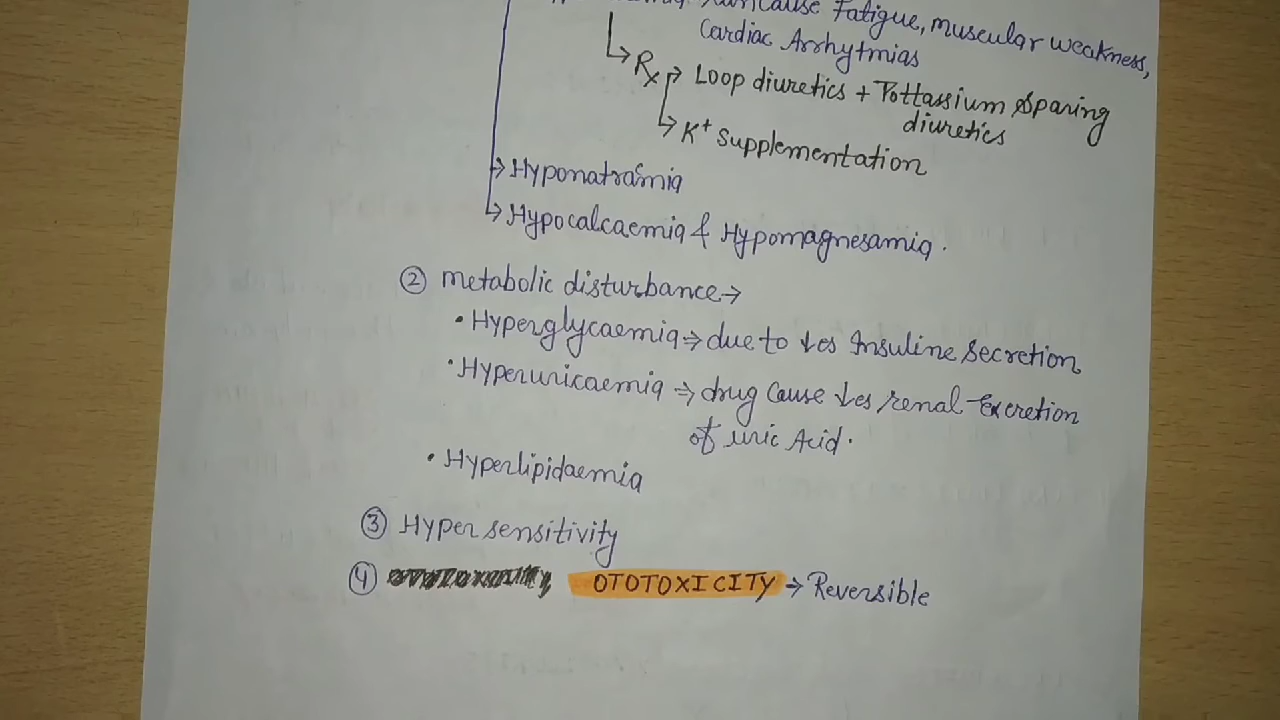 Cause Fatigue, muscular weakness,
Cardiac Arrhytmias
↳ Rx → Loop diuretics + Pottassium sparing
diuretics
↳ K⁺ supplementation
→ Hyponatramia
↳ Hypocalcaemia & Hypomagnesamia.
② metabolic disturbance →
• Hyperglycaemia ⇒ due to ↓es Insuline secretion
• Hyperuricaemia ⇒ drug cause ↓es renal Excretion
of uric Acid.
• Hyperlipidaemia
③ Hyper sensitivity
④ OTOTOXICITY → Reversible